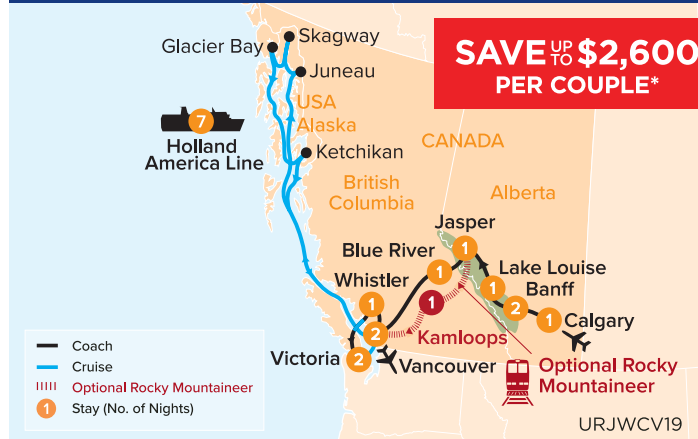 SAVE UP TO $2,600
PER COUPLE*
Glacier Bay
Skagway
Juneau
USA
Alaska
7
Holland
America Line
Ketchikan
CANADA
British
Columbia
Alberta
Jasper
1
Blue River
1
Lake Louise
1
Banff
2
Whistler
1
1
Calgary
1
Kamloops
2
Victoria
2
Vancouver
Optional Rocky
Mountaineer
Coach
Cruise
Optional Rocky Mountaineer
1 Stay (No. of Nights)
URJWCV19